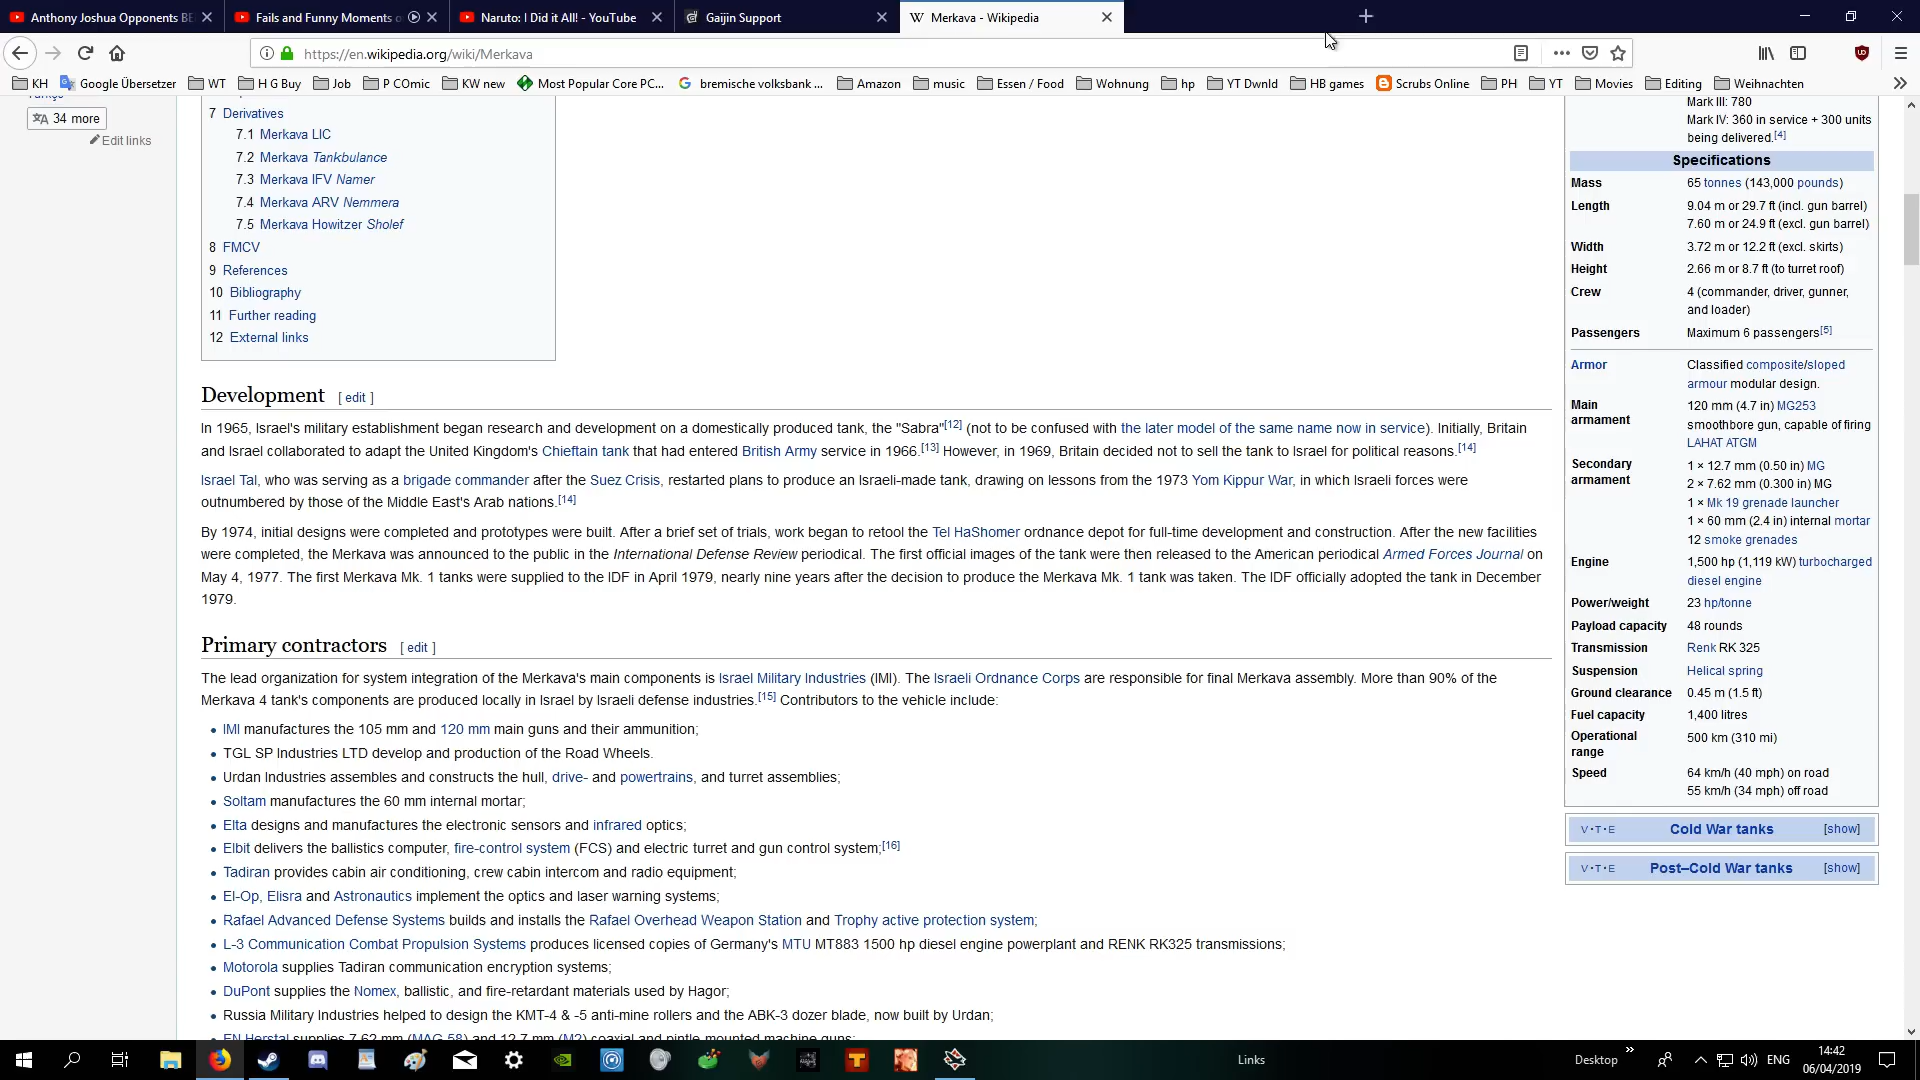 Anthony Joshua Opponents BE
Fails and Funny Moments o
Naruto: I Did it All! - YouTube
Gaijin Support
Merkava - Wikipedia
https://en.wikipedia.org/wiki/Merkava
KH
Google Übersetzer
WT
H G Buy
Job
P COmic
KW new
Most Popular Core PC...
bremische volksbank ...
Amazon
music
Essen / Food
Wohnung
hp
YT Dwnld
HB games
Scrubs Online
PH
YT
Movies
Editing
Weihnachten
34 more
Edit links
7 Derivatives
7.1 Merkava LIC
7.2 Merkava Tankbulance
7.3 Merkava IFV Namer
7.4 Merkava ARV Nemmera
7.5 Merkava Howitzer Sholef
8 FMCV
9 References
10 Bibliography
11 Further reading
12 External links
Development [ edit ]
In 1965, Israel's military establishment began research and development on a domestically produced tank, the "Sabra"[12] (not to be confused with the later model of the same name now in service). Initially, Britain
and Israel collaborated to adapt the United Kingdom's Chieftain tank that had entered British Army service in 1966.[13] However, in 1969, Britain decided not to sell the tank to Israel for political reasons.[14]
Israel Tal, who was serving as a brigade commander after the Suez Crisis, restarted plans to produce an Israeli-made tank, drawing on lessons from the 1973 Yom Kippur War, in which Israeli forces were
outnumbered by those of the Middle East's Arab nations.[14]
By 1974, initial designs were completed and prototypes were built. After a brief set of trials, work began to retool the Tel HaShomer ordnance depot for full-time development and construction. After the new facilities
were completed, the Merkava was announced to the public in the International Defense Review periodical. The first official images of the tank were then released to the American periodical Armed Forces Journal on
May 4, 1977. The first Merkava Mk. 1 tanks were supplied to the IDF in April 1979, nearly nine years after the decision to produce the Merkava Mk. 1 tank was taken. The IDF officially adopted the tank in December
1979.
Primary contractors [ edit ]
The lead organization for system integration of the Merkava's main components is Israel Military Industries (IMI). The Israeli Ordnance Corps are responsible for final Merkava assembly. More than 90% of the
Merkava 4 tank's components are produced locally in Israel by Israeli defense industries.[15] Contributors to the vehicle include:
• IMI manufactures the 105 mm and 120 mm main guns and their ammunition;
• TGL SP Industries LTD develop and production of the Road Wheels.
• Urdan Industries assembles and constructs the hull, drive- and powertrains, and turret assemblies;
• Soltam manufactures the 60 mm internal mortar;
• Elta designs and manufactures the electronic sensors and infrared optics;
• Elbit delivers the ballistics computer, fire-control system (FCS) and electric turret and gun control system;[16]
• Tadiran provides cabin air conditioning, crew cabin intercom and radio equipment;
• El-Op, Elisra and Astronautics implement the optics and laser warning systems;
• Rafael Advanced Defense Systems builds and installs the Rafael Overhead Weapon Station and Trophy active protection system;
• L-3 Communication Combat Propulsion Systems produces licensed copies of Germany's MTU MT883 1500 hp diesel engine powerplant and RENK RK325 transmissions;
• Motorola supplies Tadiran communication encryption systems;
• DuPont supplies the Nomex, ballistic, and fire-retardant materials used by Hagor;
• Russia Military Industries helped to design the KMT-4 & -5 anti-mine rollers and the ABK-3 dozer blade, now built by Urdan;
• FN Herstal supplies 7.62 mm (MAG 58) and 12.7 mm (M2) coaxial and pintle-mounted machine guns;
Mark III: 780
Mark IV: 360 in service + 300 units
being delivered.[4]
Specifications
Mass 65 tonnes (143,000 pounds)
Length 9.04 m or 29.7 ft (incl. gun barrel)
7.60 m or 24.9 ft (excl. gun barrel)
Width 3.72 m or 12.2 ft (excl. skirts)
Height 2.66 m or 8.7 ft (to turret roof)
Crew 4 (commander, driver, gunner,
and loader)
Passengers Maximum 6 passengers[5]
Armor Classified composite/sloped
armour modular design.
Main armament 120 mm (4.7 in) MG253
smoothbore gun, capable of firing
LAHAT ATGM
Secondary armament 1 × 12.7 mm (0.50 in) MG
2 × 7.62 mm (0.300 in) MG
1 × Mk 19 grenade launcher
1 × 60 mm (2.4 in) internal mortar
12 smoke grenades
Engine 1,500 hp (1,119 kW) turbocharged
diesel engine
Power/weight 23 hp/tonne
Payload capacity 48 rounds
Transmission Renk RK 325
Suspension Helical spring
Ground clearance 0.45 m (1.5 ft)
Fuel capacity 1,400 litres
Operational range 500 km (310 mi)
Speed 64 km/h (40 mph) on road
55 km/h (34 mph) off road
V·T·E Cold War tanks [show]
V·T·E Post–Cold War tanks [show]
Links
Desktop
ENG
14:42
06/04/2019